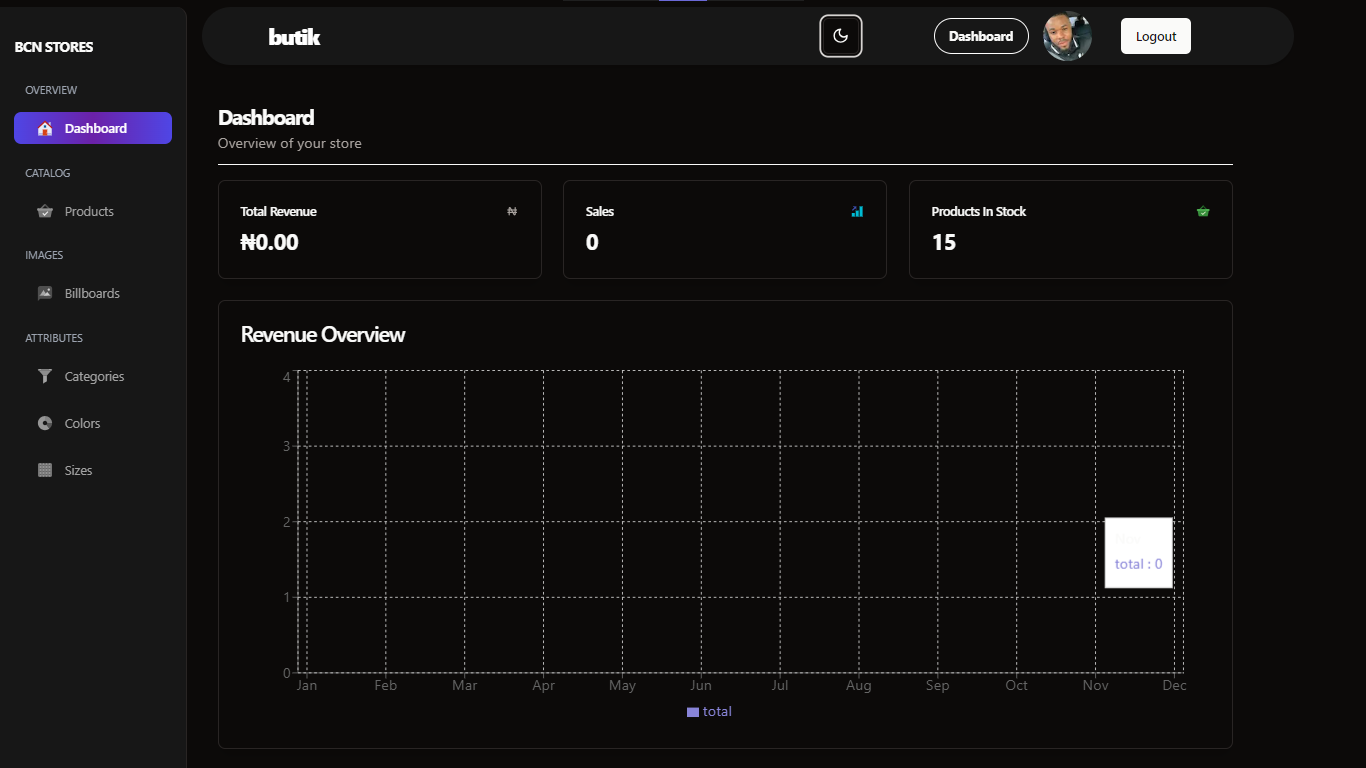 BCN STORES
OVERVIEW
Dashboard
CATALOG
Products
IMAGES
Billboards
ATTRIBUTES
Categories
Colors
Sizes
butik
Dashboard
Logout
Dashboard
Overview of your store
Total Revenue
₦
₦0.00
Sales
0
Products In Stock
15
Revenue Overview
4
3
2
1
0
Nov
total : 0
Jan Feb Mar Apr May Jun Jul Aug Sep Oct Nov Dec
total